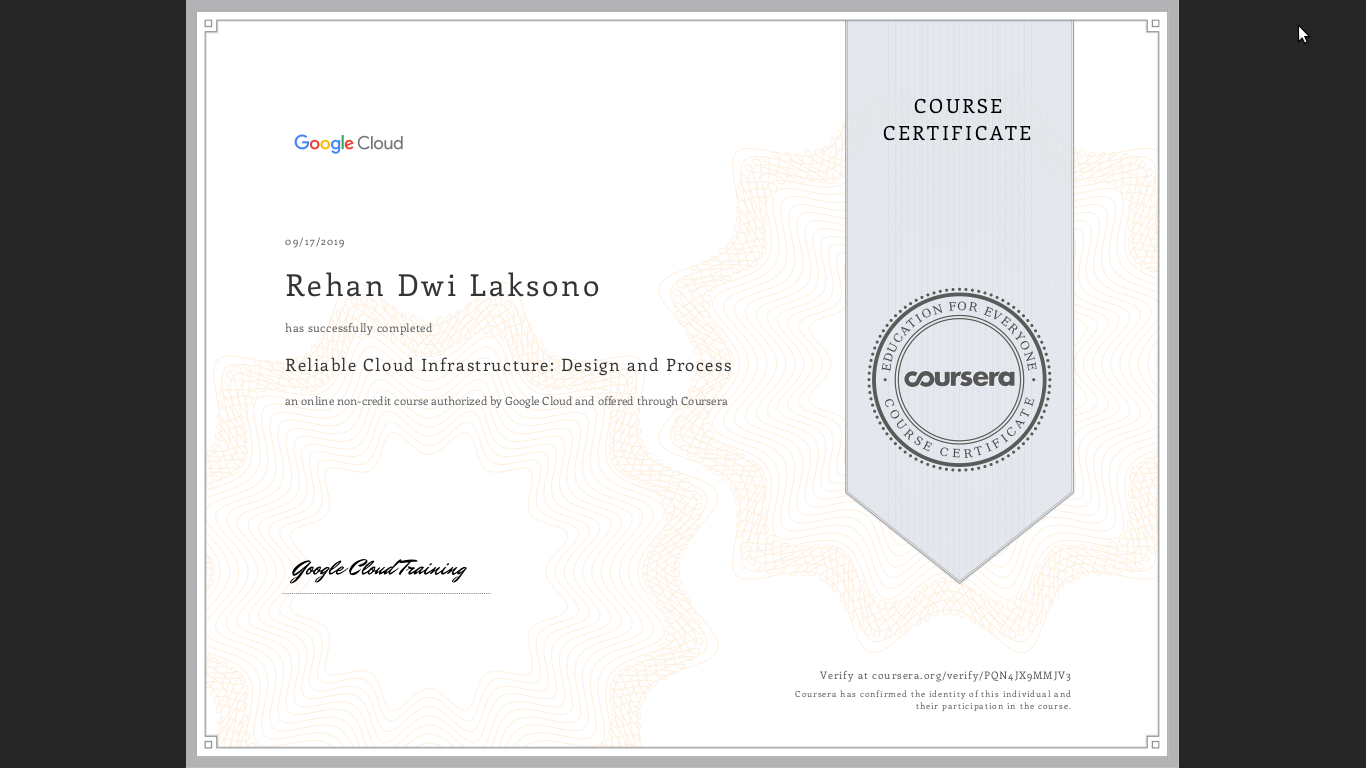 COURSE
CERTIFICATE
Google Cloud
09/17/2019
Rehan Dwi Laksono
has successfully completed
Reliable Cloud Infrastructure: Design and Process
an online non-credit course authorized by Google Cloud and offered through Coursera
EDUCATION FOR EVERYONE
coursera
COURSE CERTIFICATE
Google Cloud Training
Verify at coursera.org/verify/PQN4JX9MMJV3
Coursera has confirmed the identity of this individual and
their participation in the course.